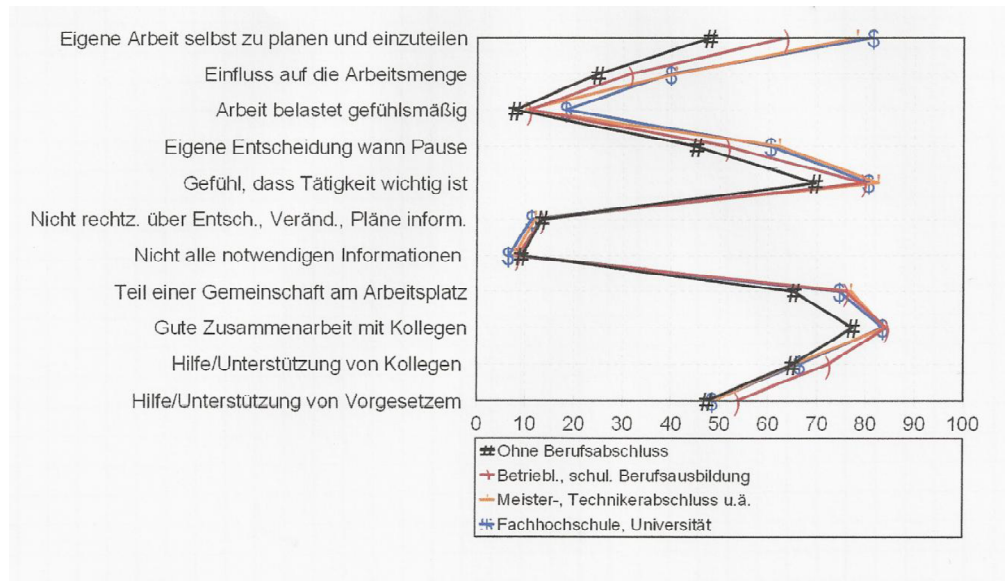 Eigene Arbeit selbst zu planen und einzuteilen
Einfluss auf die Arbeitsmenge
Arbeit belastet gefühlsmäßig
Eigene Entscheidung wann Pause
Gefühl, dass Tätigkeit wichtig ist
Nicht rechtz. über Entsch., Veränd., Pläne inform.
Nicht alle notwendigen Informationen
Teil einer Gemeinschaft am Arbeitsplatz
Gute Zusammenarbeit mit Kollegen
Hilfe/Unterstützung von Kollegen
Hilfe/Unterstützung von Vorgesetzem
0 10 20 30 40 50 60 70 80 90 100
Ohne Berufsabschluss
Betriebl., schul. Berufsausbildung
Meister-, Technikerabschluss u.ä.
Fachhochschule, Universität